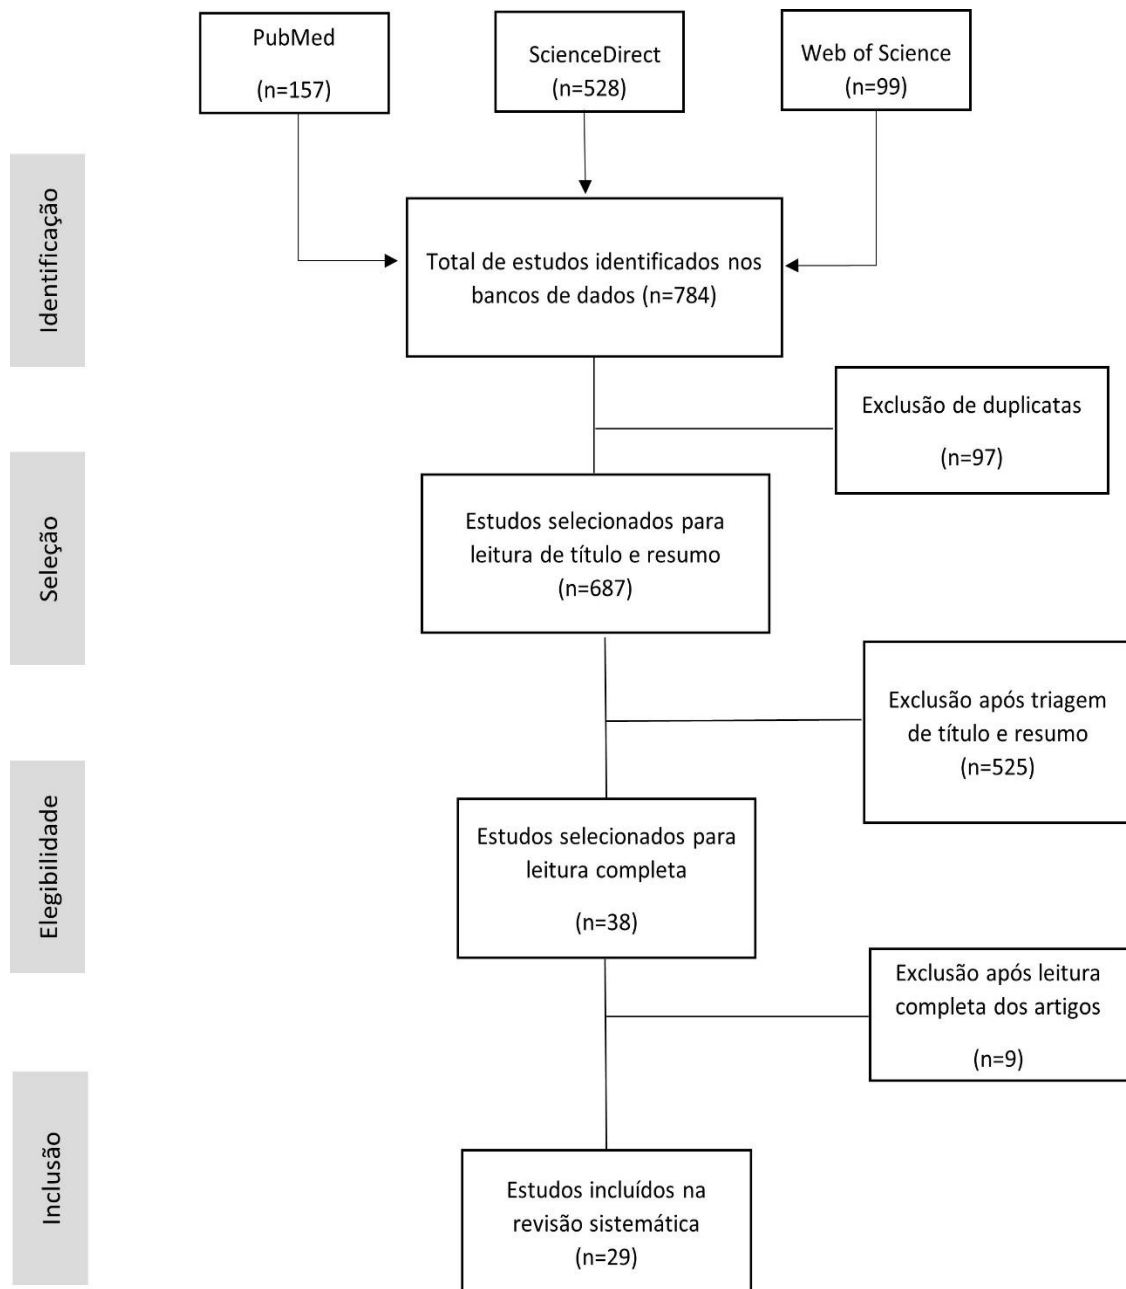 PubMed
(n=157)
ScienceDirect
(n=528)
Web of Science
(n=99)
Identificação
Total de estudos identificados nos
bancos de dados (n=784)
Exclusão de duplicatas
(n=97)
Seleção
Estudos selecionados para
leitura de título e resumo
(n=687)
Exclusão após triagem
de título e resumo
(n=525)
Elegibilidade
Estudos selecionados para
leitura completa
(n=38)
Exclusão após leitura
completa dos artigos
(n=9)
Inclusão
Estudos incluídos na
revisão sistemática
(n=29)